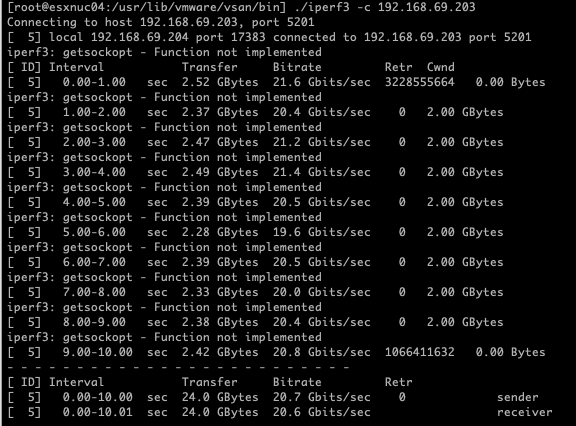 [root@esxnuc04:/usr/lib/vmware/vsan/bin] ./iperf3 -c 192.168.69.203
Connecting to host 192.168.69.203, port 5201
[  5] local 192.168.69.204 port 17383 connected to 192.168.69.203 port 5201
iperf3: getsockopt - Function not implemented
[ ID] Interval           Transfer     Bitrate         Retr  Cwnd
[  5]   0.00-1.00   sec  2.52 GBytes  21.6 Gbits/sec  3228555664   0.00 Bytes
iperf3: getsockopt - Function not implemented
[  5]   1.00-2.00   sec  2.37 GBytes  20.4 Gbits/sec    0   2.00 GBytes
iperf3: getsockopt - Function not implemented
[  5]   2.00-3.00   sec  2.47 GBytes  21.2 Gbits/sec    0   2.00 GBytes
iperf3: getsockopt - Function not implemented
[  5]   3.00-4.00   sec  2.49 GBytes  21.4 Gbits/sec    0   2.00 GBytes
iperf3: getsockopt - Function not implemented
[  5]   4.00-5.00   sec  2.39 GBytes  20.5 Gbits/sec    0   2.00 GBytes
iperf3: getsockopt - Function not implemented
[  5]   5.00-6.00   sec  2.28 GBytes  19.6 Gbits/sec    0   2.00 GBytes
iperf3: getsockopt - Function not implemented
[  5]   6.00-7.00   sec  2.39 GBytes  20.5 Gbits/sec    0   2.00 GBytes
iperf3: getsockopt - Function not implemented
[  5]   7.00-8.00   sec  2.33 GBytes  20.0 Gbits/sec    0   2.00 GBytes
iperf3: getsockopt - Function not implemented
[  5]   8.00-9.00   sec  2.38 GBytes  20.4 Gbits/sec    0   2.00 GBytes
iperf3: getsockopt - Function not implemented
[  5]   9.00-10.00  sec  2.42 GBytes  20.8 Gbits/sec  1066411632   0.00 Bytes
- - - - - - - - - - - - - - - - - - - - - - - - -
[ ID] Interval           Transfer     Bitrate         Retr
[  5]   0.00-10.00  sec  24.0 GBytes  20.7 Gbits/sec    0             sender
[  5]   0.00-10.01  sec  24.0 GBytes  20.6 Gbits/sec                  receiver